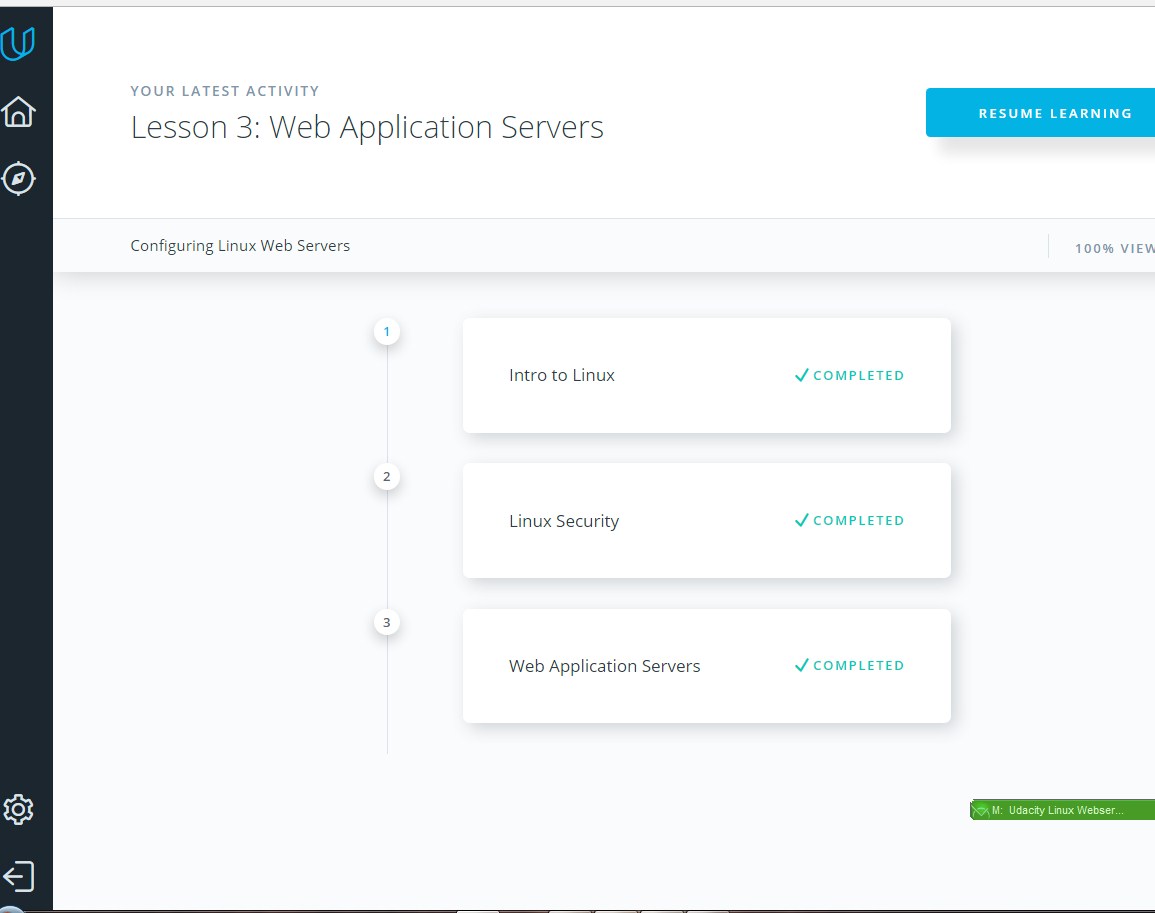 YOUR LATEST ACTIVITY
Lesson 3: Web Application Servers
RESUME LEARNING
Configuring Linux Web Servers
100% VIEW
1
Intro to Linux
COMPLETED
2
Linux Security
COMPLETED
3
Web Application Servers
COMPLETED
M: Udacity Linux Webser...